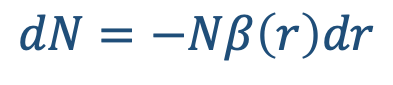 dN = −Nβ(r)dr